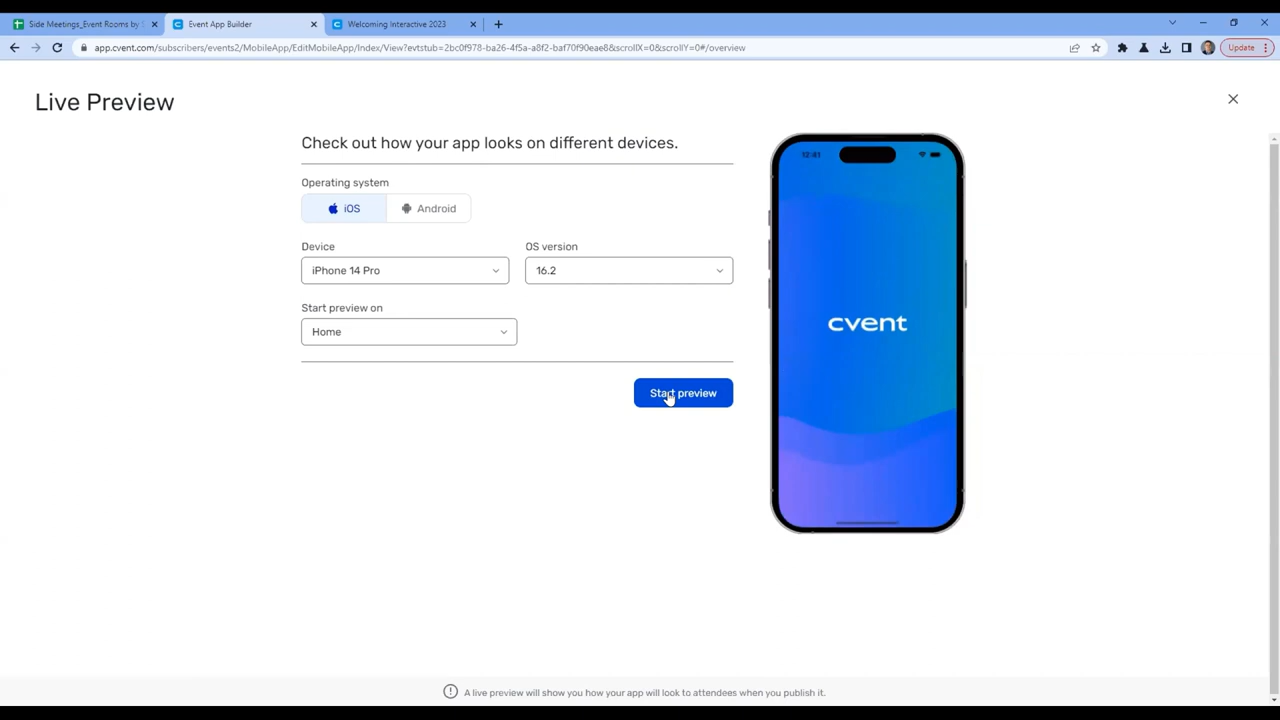 Side Meetings_Event Rooms by
Event App Builder
Welcoming Interactive 2023
app.cvent.com/subscribers/events2/MobileApp/EditMobileApp/Index/View?evtstub=2bc0f978-ba26-4f5a-a8f2-baf70f90eae8&scrollX=0&scrollY=0#/overview
Update
Live Preview
Check out how your app looks on different devices.
Operating system
iOS
Android
Device
OS version
iPhone 14 Pro
16.2
Start preview on
Home
Start preview
12:41
cvent
A live preview will show you how your app will look to attendees when you publish it.